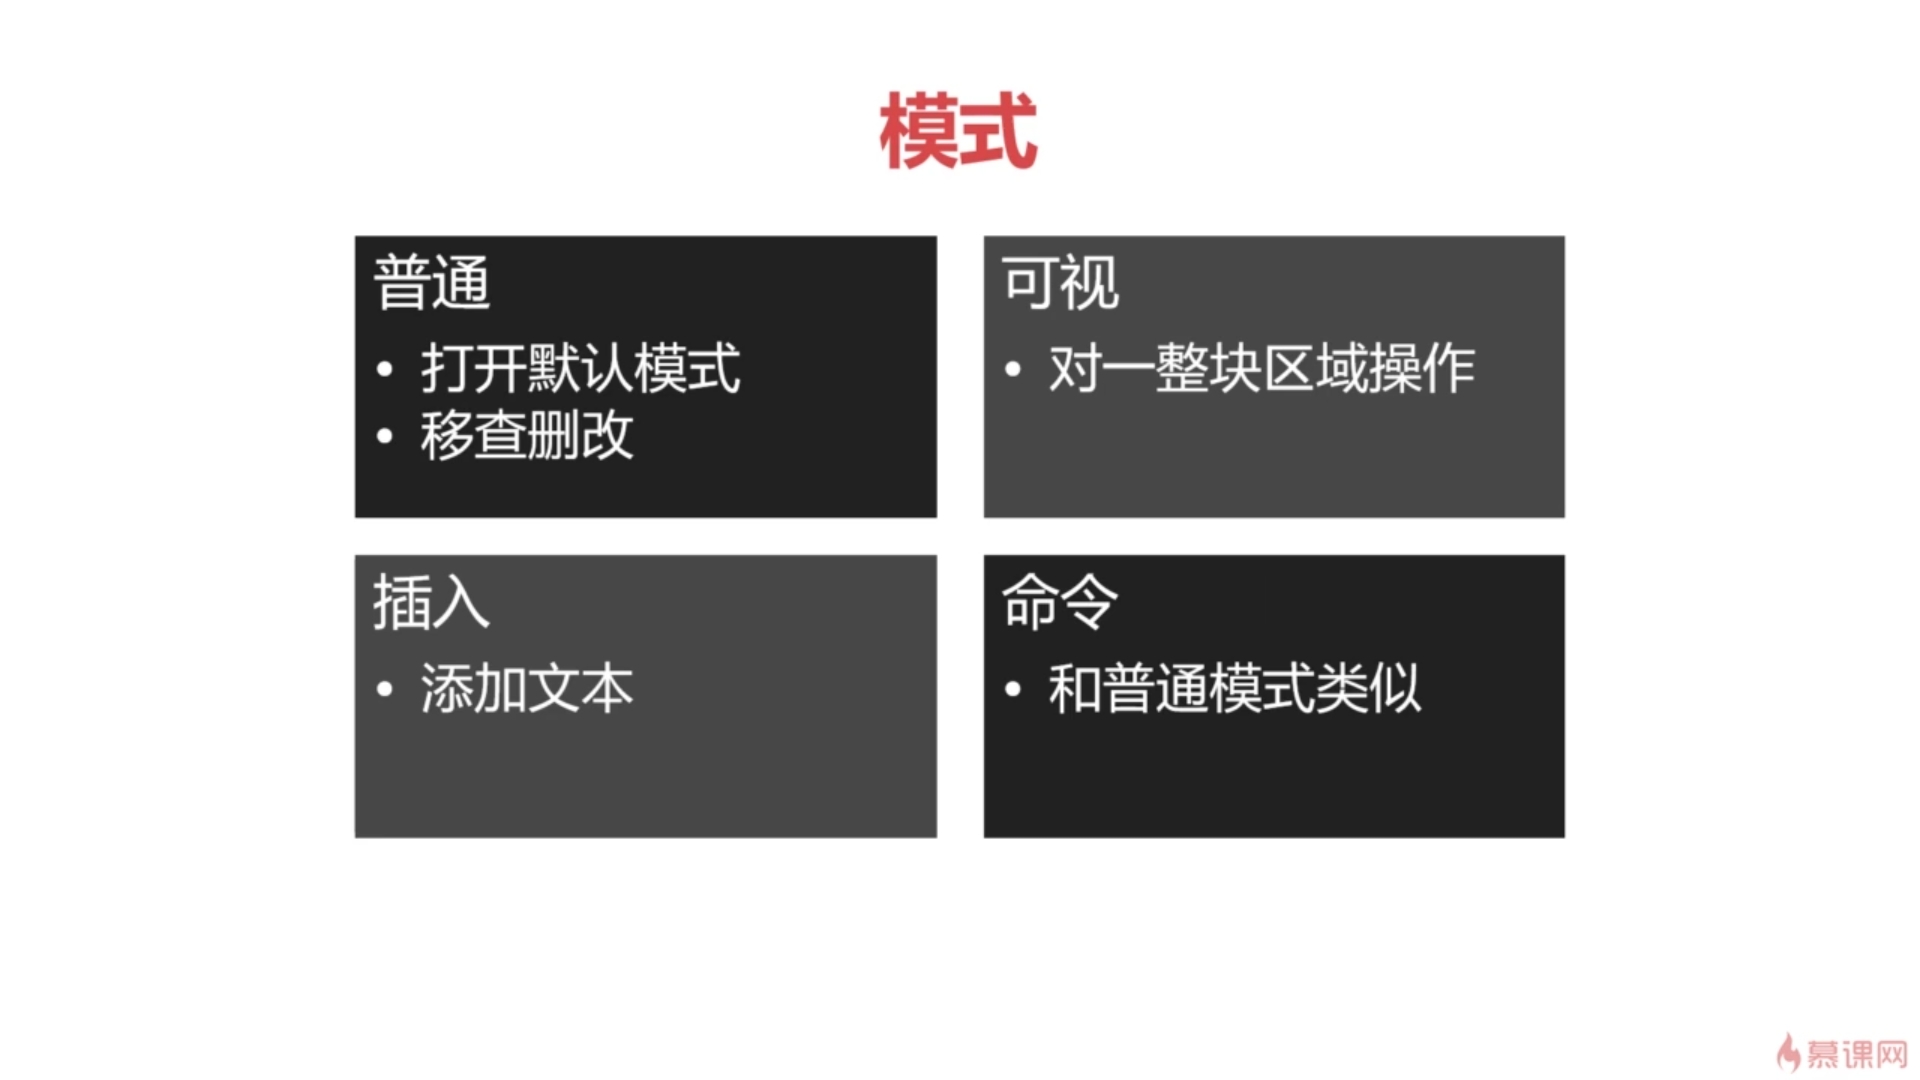 模式
普通
• 打开默认模式
• 移查删改
可视
• 对一整块区域操作
插入
• 添加文本
命令
• 和普通模式类似
慕课网